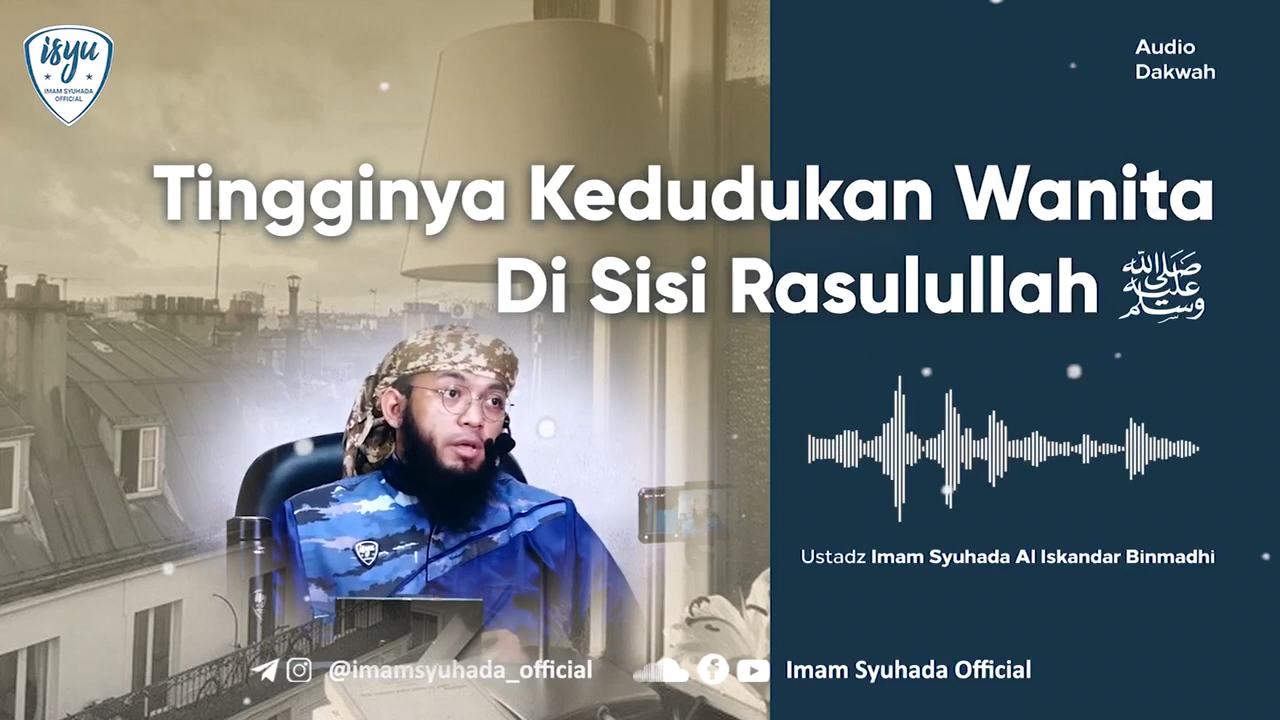 isyu
IMAM SYUHADA
OFFICIAL
Audio
Dakwah
Tingginya Kedudukan Wanita
Di Sisi Rasulullah ﷺ
isyu
Ustadz Imam Syuhada Al Iskandar Binmadhi
@imamsyuhada_official
Imam Syuhada Official